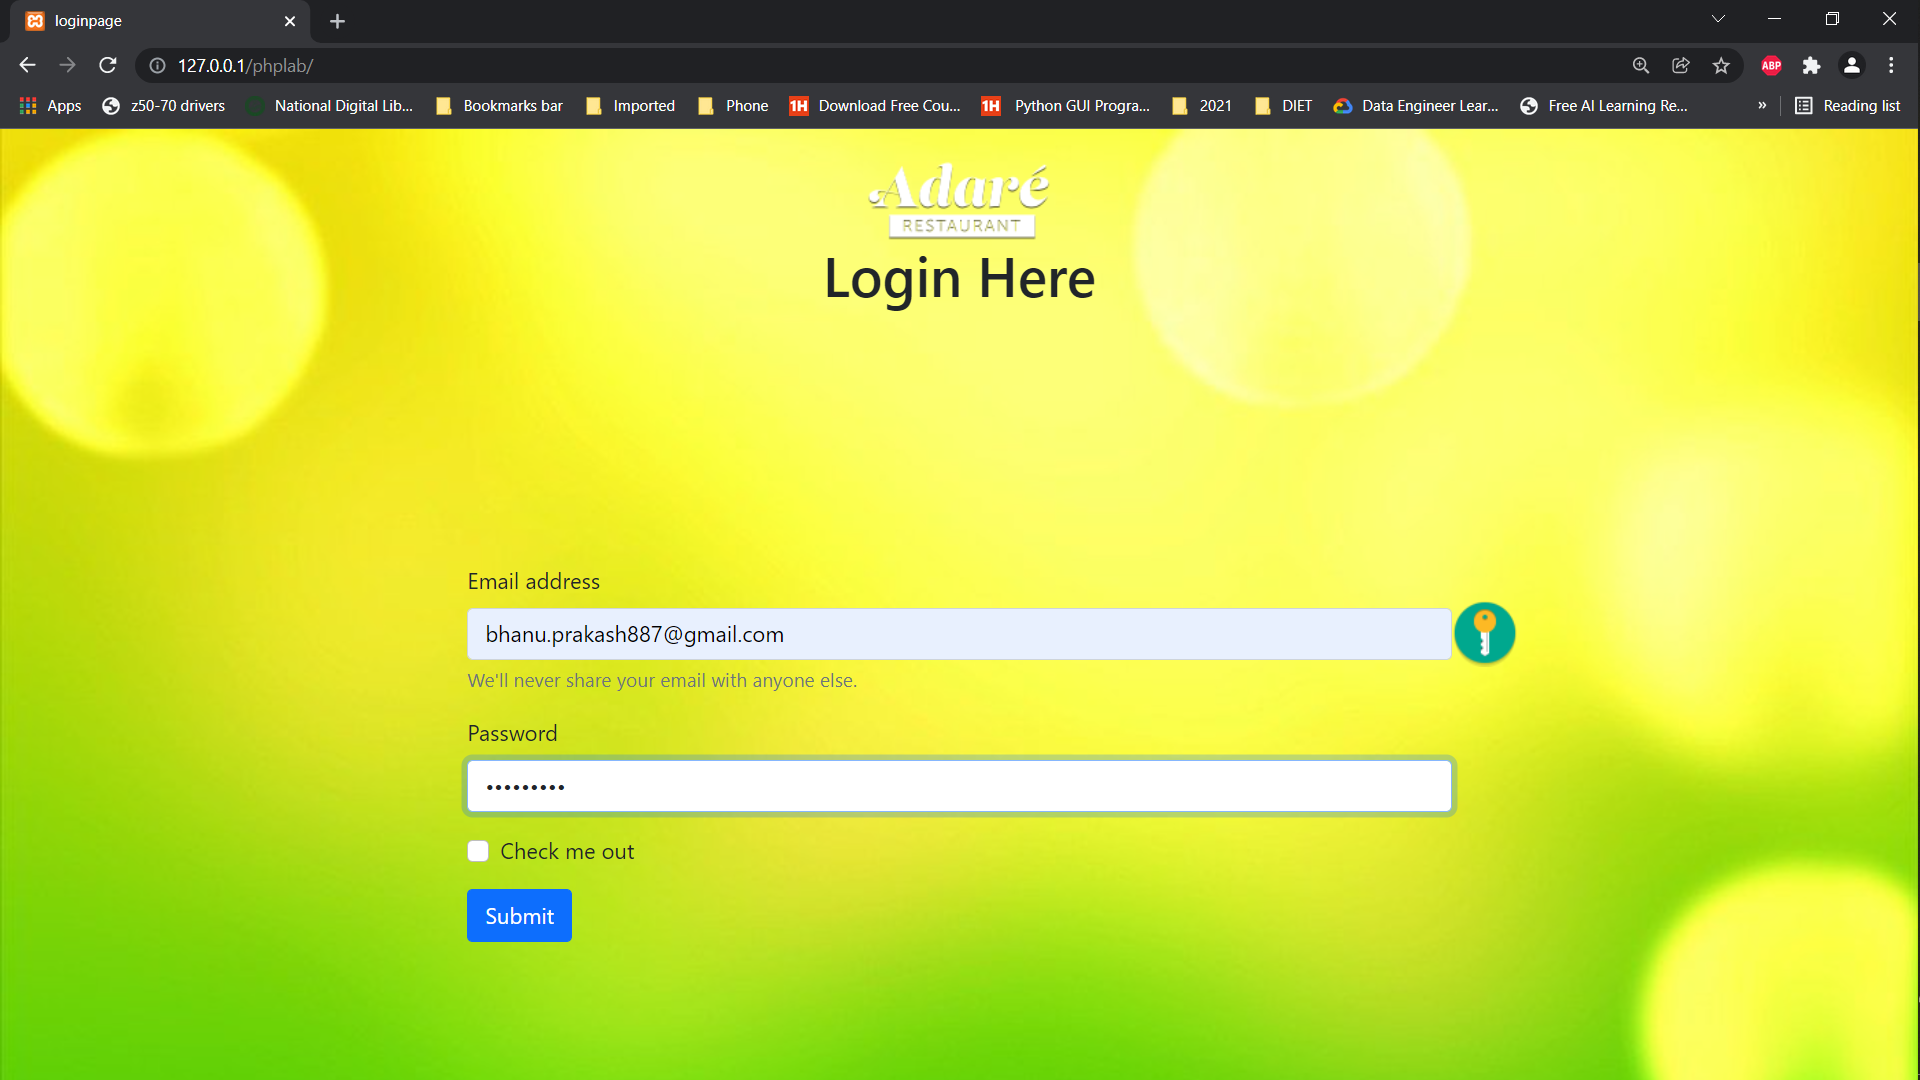 loginpage
127.0.0.1/phplab/
ABP
Apps z50-70 drivers National Digital Lib... Bookmarks bar Imported Phone 1H Download Free Cou... 1H Python GUI Progra... 2021 DIET Data Engineer Lear... Free AI Learning Re... » Reading list
Adaré
RESTAURANT
Login Here
Email address
bhanu.prakash887@gmail.com
We'll never share your email with anyone else.
Password
•••••••••
Check me out
Submit